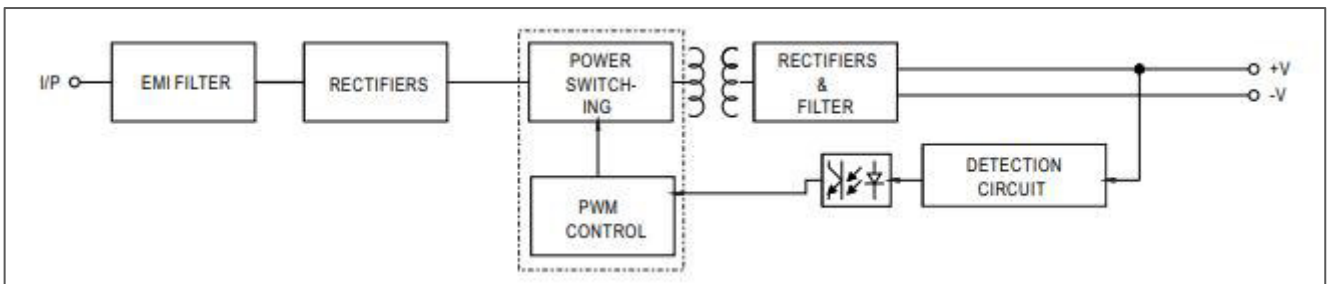 I/P
EMI FILTER
RECTIFIERS
POWER
SWITCH-
ING
RECTIFIERS
&
FILTER
+V
-V
PWM
CONTROL
DETECTION
CIRCUIT